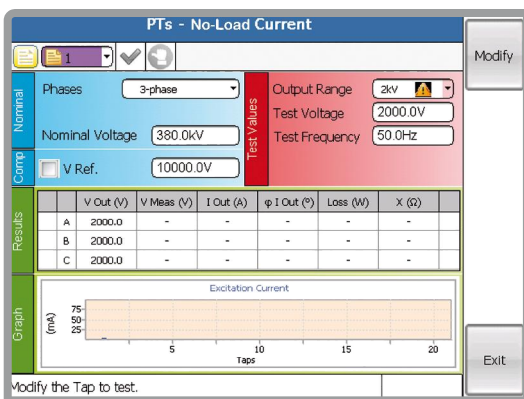 PTs - No-Load Current
1
Modify
Nominal
Phases 3-phase
Nominal Voltage 380.0kV
Test Values
Output Range 2kV
Test Voltage 2000.0V
Test Frequency 50.0Hz
Comp
V Ref. 10000.0V
Results
V Out (V) V Meas (V) I Out (A) φ I Out (º) Loss (W) X (Ω)
A 2000.0 - - - - -
B 2000.0 - - - - -
C 2000.0 - - - - -
Graph
Excitation Current
(mA)
75
50
25
5 10 15 20
Taps
Exit
Modify the Tap to test.